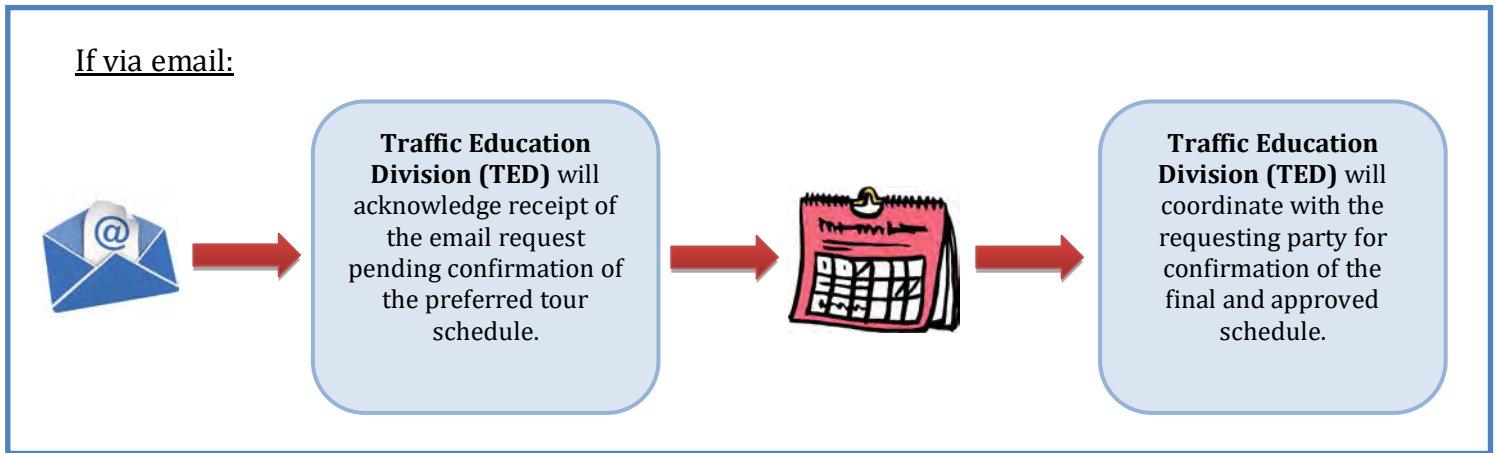 If via email:
@
Traffic Education
Division (TED) will
acknowledge receipt of
the email request
pending confirmation of
the preferred tour
schedule.
Traffic Education
Division (TED) will
coordinate with the
requesting party for
confirmation of the
final and approved
schedule.